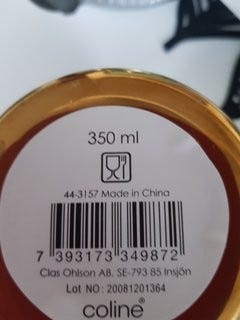 350 ml
44-3157 Made in China
7 393173 349872
Clas Ohlson AB, SE-793 85 Insjön
Lot NO: 20081201364
coline®